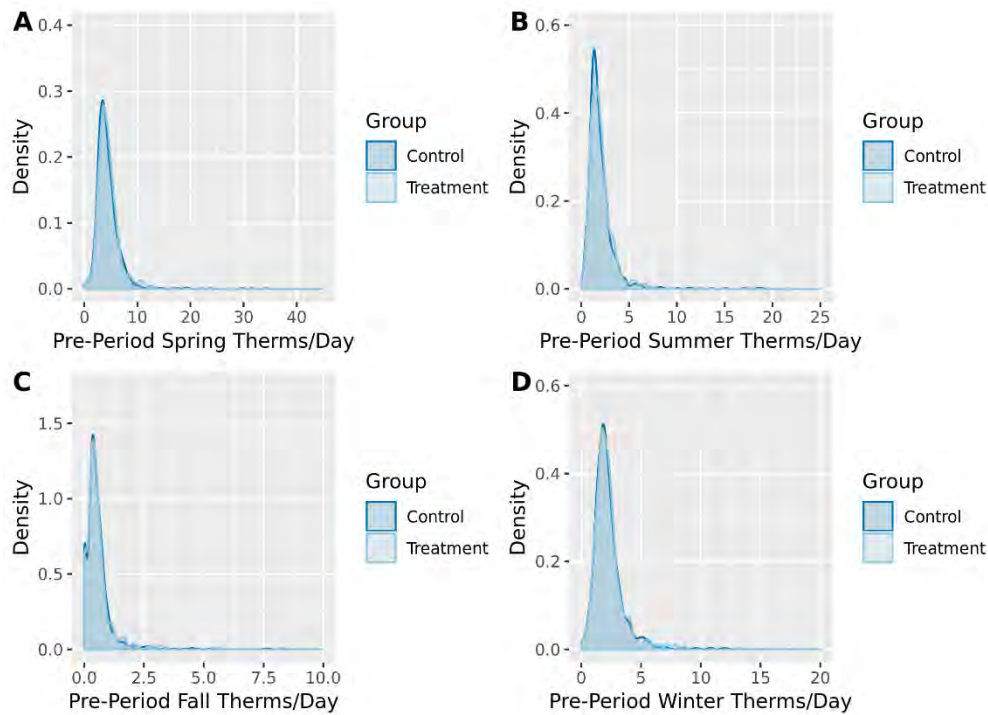 A
0.4
0.3
0.2
0.1
0.0
Density
0 10 20 30 40
Pre-Period Spring Therms/Day
Group
Control
Treatment
B
0.6
0.4
0.2
0.0
Density
0 5 10 15 20 25
Pre-Period Summer Therms/Day
Group
Control
Treatment
C
1.5
1.0
0.5
0.0
Density
0.0 2.5 5.0 7.5 10.0
Pre-Period Fall Therms/Day
Group
Control
Treatment
D
0.6
0.4
0.2
0.0
Density
0 5 10 15 20
Pre-Period Winter Therms/Day
Group
Control
Treatment